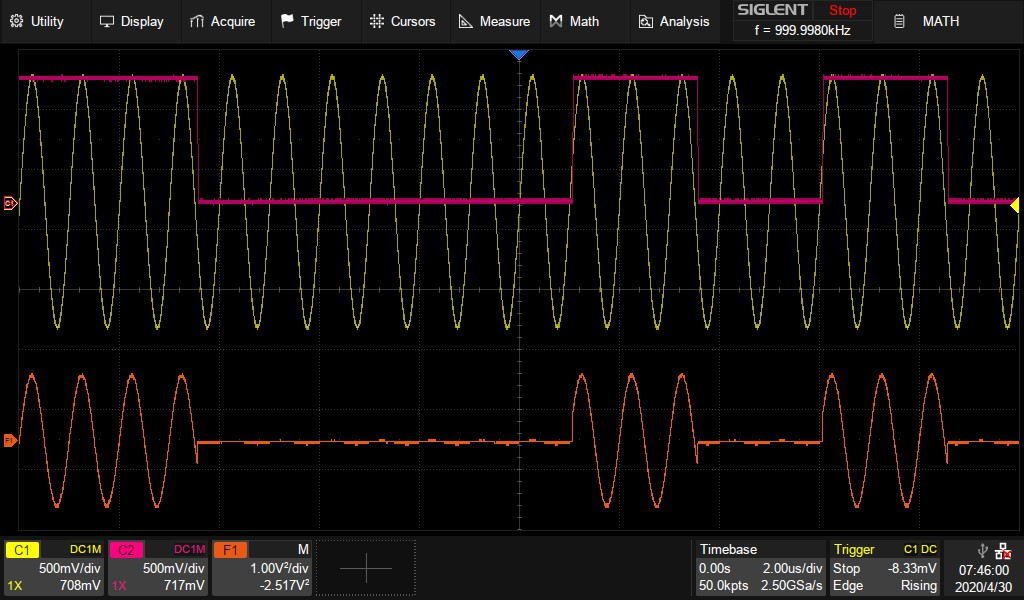 Utility Display Acquire Trigger Cursors Measure Math Analysis SIGLENT Stop MATH
f = 999.9980kHz
F1
C1 DC1M C2 DC1M F1 M Timebase Trigger C1 DC
500mV/div 500mV/div 1.00V²/div 0.00s 2.00us/div Stop -8.33mV 07:46:00
1X 708mV 1X 717mV -2.517V² 50.0kpts 2.50GSa/s Edge Rising 2020/4/30